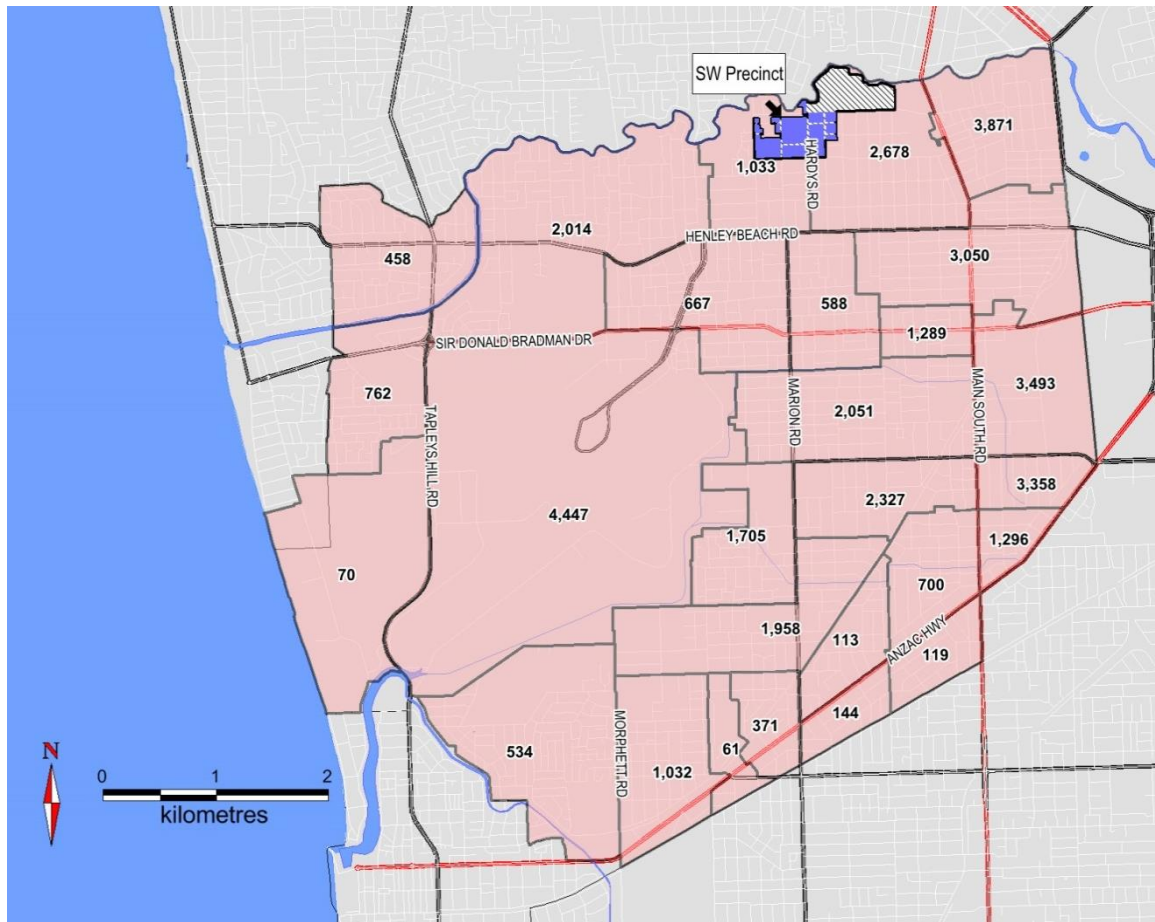 SW Precinct
3,871
2,678
1,033
HARDYS RD
2,014
HENLEY BEACH RD
458
3,050
667
588
SIR DONALD BRADMAN DR
1,289
762
TAPLEYS HILL RD
MARION RD
2,051
MAIN SOUTH RD
3,493
3,358
2,327
4,447
1,705
1,296
70
700
1,958
113
ANZAC HWY
119
534
MORPHETT RD
1,032
61
371
144
N
0 1 2
kilometres